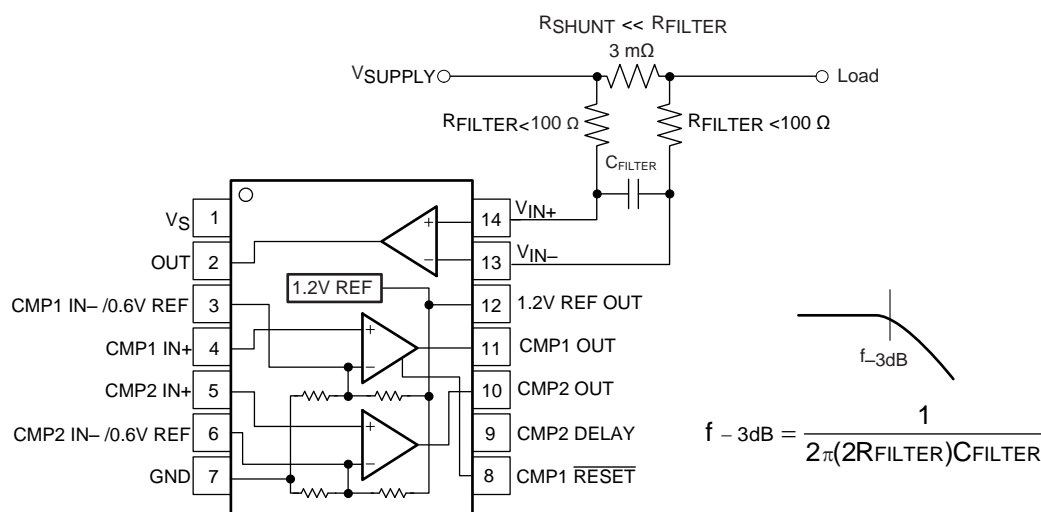 RSHUNT << RFILTER
3 mΩ
VSUPPLY
Load
RFILTER<100 Ω
RFILTER <100 Ω
CFILTER
VS
1
OUT
2
CMP1 IN– /0.6V REF
3
CMP1 IN+
4
CMP2 IN+
5
CMP2 IN– /0.6V REF
6
GND
7
+
–
1.2V REF
+
–
+
–
14
VIN+
13
VIN–
12
1.2V REF OUT
11
CMP1 OUT
10
CMP2 OUT
9
CMP2 DELAY
8
CMP1 RESET
f–3dB
f –3dB = 1
2π(2RFILTER)CFILTER